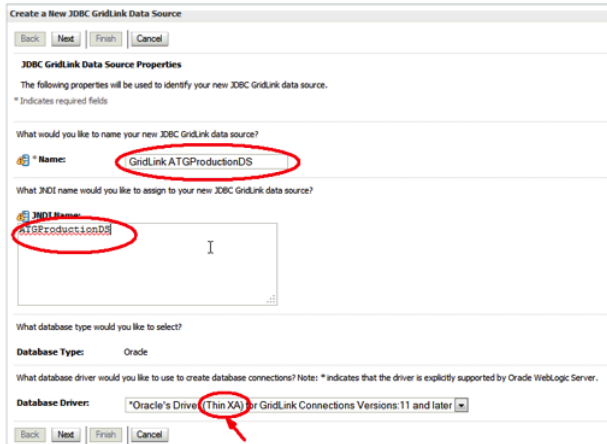 Create a New JDBC GridLink Data Source
Back Next Finish Cancel
JDBC GridLink Data Source Properties
The following properties will be used to identify your new JDBC GridLink data source.
* Indicates required fields
What would you like to name your new JDBC GridLink data source?
* Name: GridLink ATGProductionDS
What JNDI name would you like to assign to your new JDBC GridLink data source?
JNDI Name:
ATGProductionDS
What database type would you like to select?
Database Type: Oracle
What database driver would you like to use to create database connections? Note: * indicates that the driver is explicitly supported by Oracle WebLogic Server.
Database Driver: *Oracle's Driver (Thin XA) for GridLink Connections Versions:11 and later
Back Next Finish Cancel